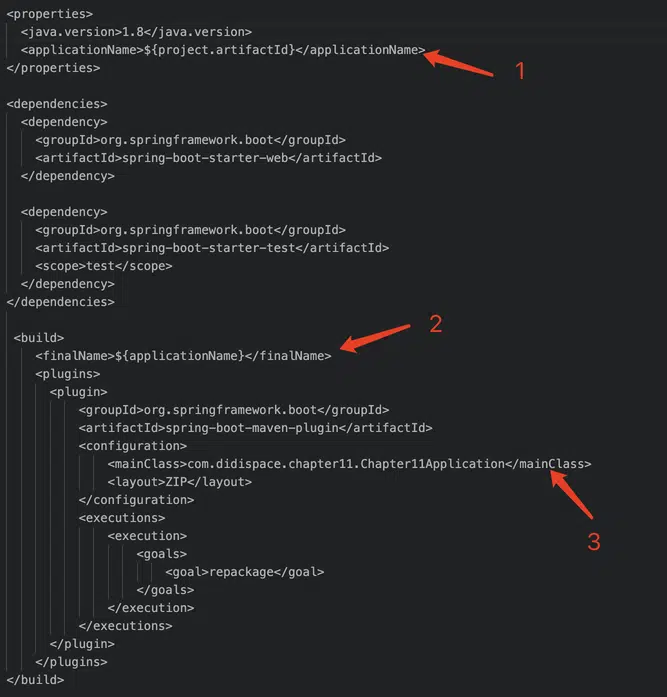 <properties>
<java.version>1.8</java.version>
<applicationName>${project.artifactId}</applicationName>
1
</properties>
<dependencies>
<dependency>
<groupId>org.springframework.boot</groupId>
<artifactId>spring-boot-starter-web</artifactId>
</dependency>
<dependency>
<groupId>org.springframework.boot</groupId>
<artifactId>spring-boot-starter-test</artifactId>
<scope>test</scope>
</dependency>
</dependencies>
2
<build>
<finalName>${applicationName}</finalName>
<plugins>
<plugin>
<groupId>org.springframework.boot</groupId>
<artifactId>spring-boot-maven-plugin</artifactId>
<configuration>
<mainClass>com.didispace.chapter11.Chapter11Application</mainClass>
<layout>ZIP</layout>
</configuration>
<executions>
3
<execution>
<goals>
<goal>repackage</goal>
</goals>
</execution>
</executions>
</plugin>
</plugins>
</build>